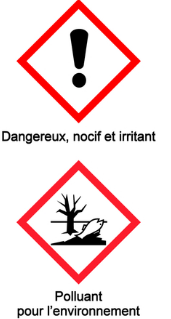 Dangereux, nocif et irritant
Polluant
pour l'environnement